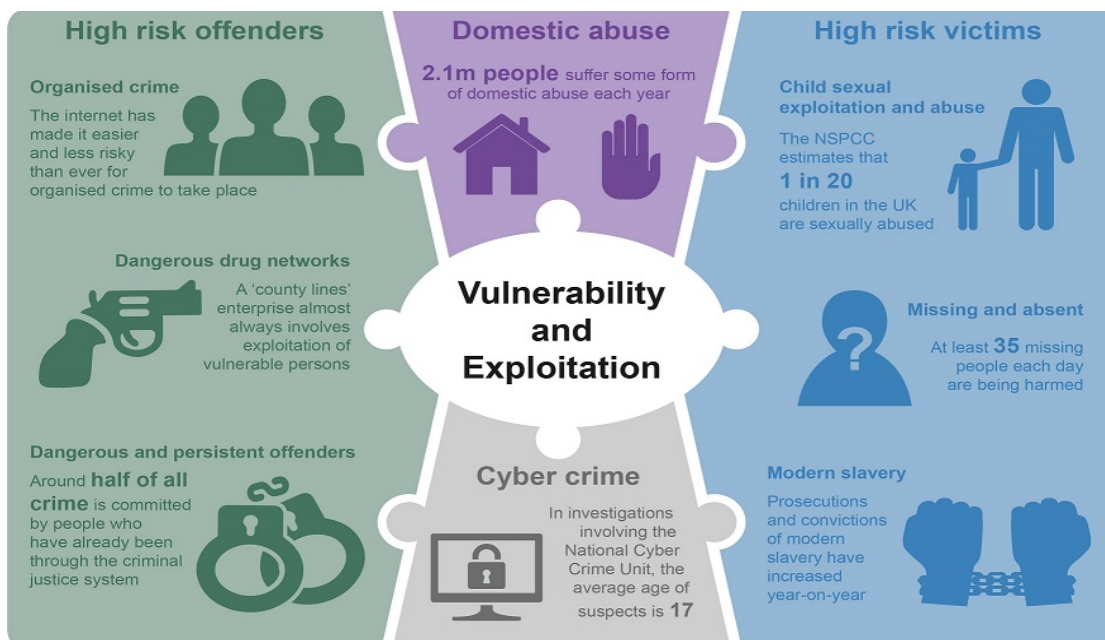 High risk offenders
Organised crime
The internet has
made it easier
and less risky
than ever for
organised crime to take place
Dangerous drug networks
A ‘county lines’
enterprise almost
always involves
exploitation of
vulnerable persons
Dangerous and persistent offenders
Around half of all
crime is committed
by people who
have already been
through the criminal
justice system
Domestic abuse
2.1m people suffer some form
of domestic abuse each year
Vulnerability
and
Exploitation
Cyber crime
In investigations
involving the
National Cyber
Crime Unit, the
average age of
suspects is 17
High risk victims
Child sexual
exploitation and abuse
The NSPCC
estimates that
1 in 20
children in the UK
are sexually abused
?
Missing and absent
At least 35 missing
people each day
are being harmed
Modern slavery
Prosecutions
and convictions
of modern
slavery have
increased
year-on-year